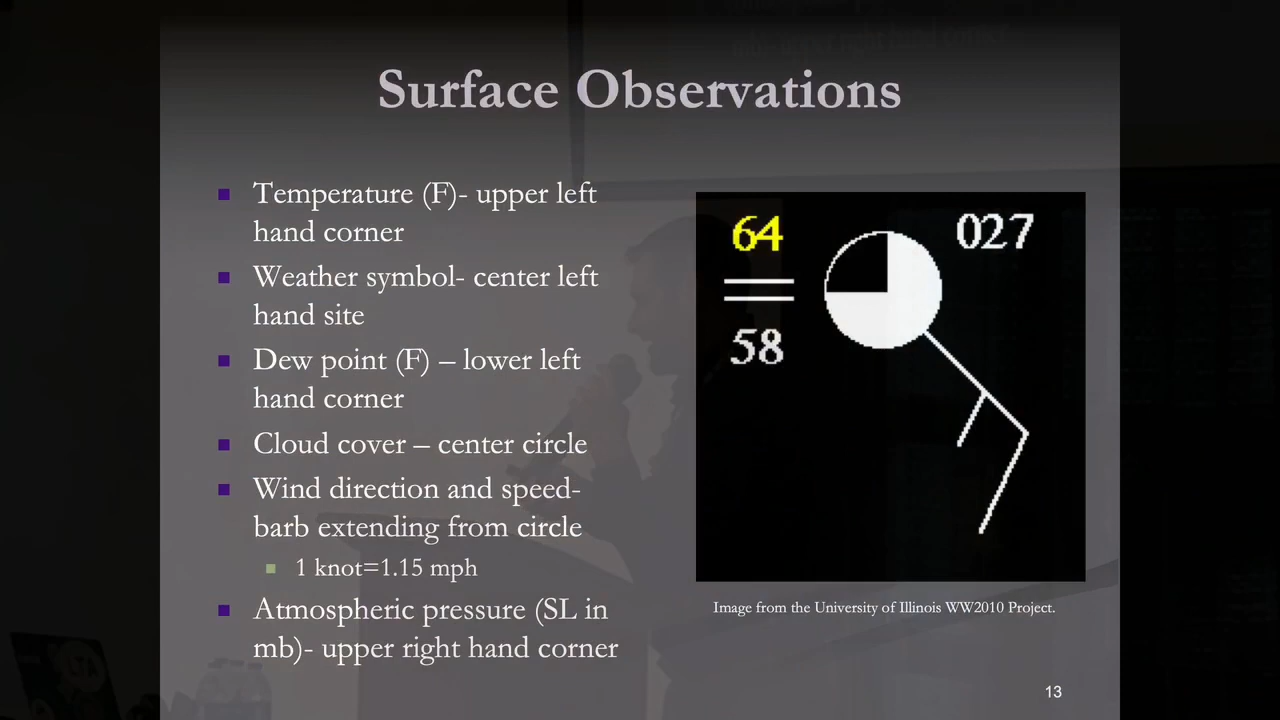 Surface Observations
Temperature (F)- upper left
hand corner
Weather symbol- center left
hand site
Dew point (F) – lower left
hand corner
Cloud cover – center circle
Wind direction and speed-
barb extending from circle
1 knot=1.15 mph
Atmospheric pressure (SL in
mb)- upper right hand corner
64
027
58
Image from the University of Illinois WW2010 Project.
13